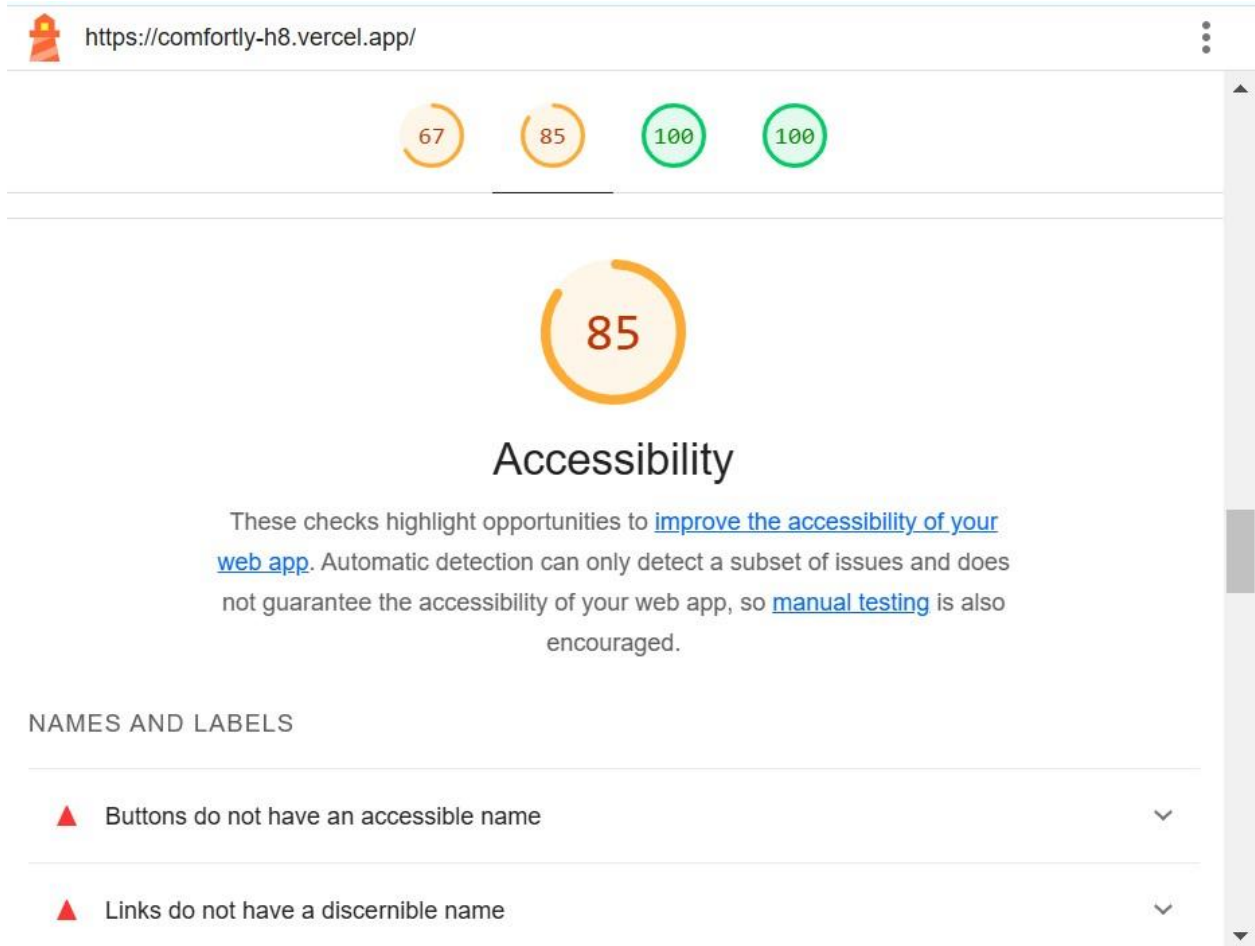 https://comfortly-h8.vercel.app/
67 85 100 100
85
Accessibility
These checks highlight opportunities to improve the accessibility of your
web app. Automatic detection can only detect a subset of issues and does
not guarantee the accessibility of your web app, so manual testing is also
encouraged.
NAMES AND LABELS
Buttons do not have an accessible name
Links do not have a discernible name